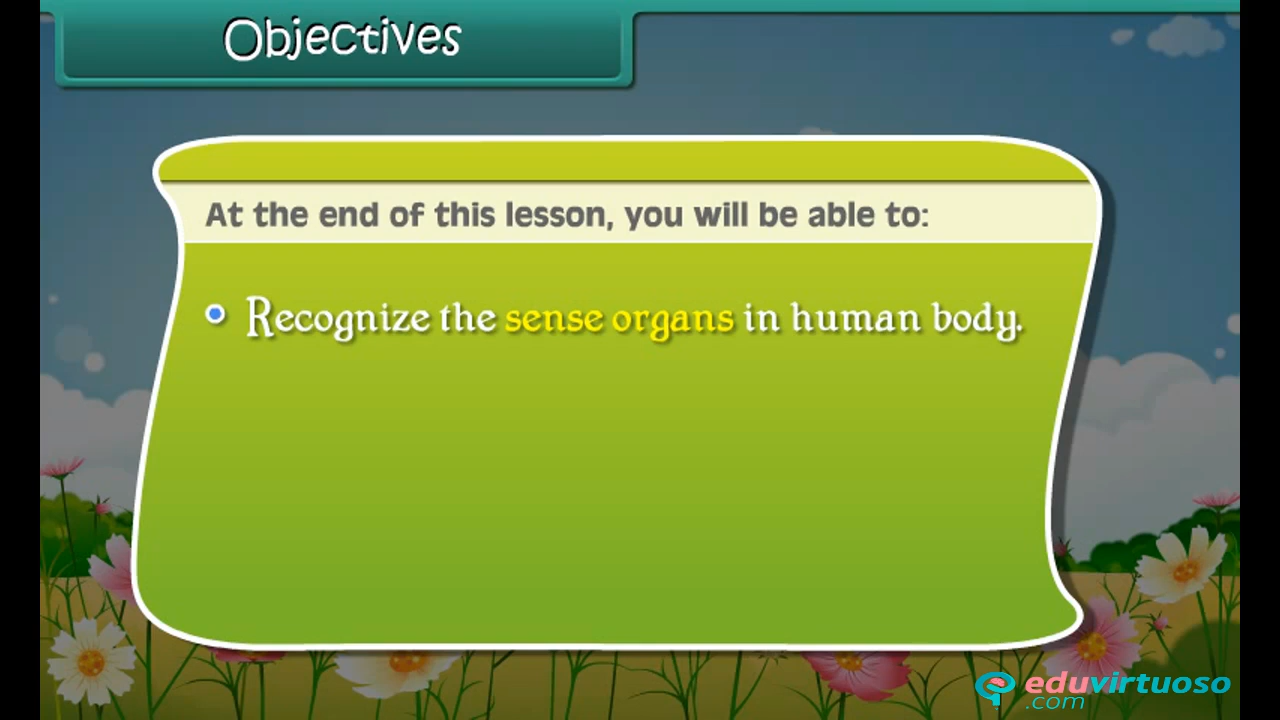 Objectives
At the end of this lesson, you will be able to:
Recognize the sense organs in human body.
eduvirtuoso
.com